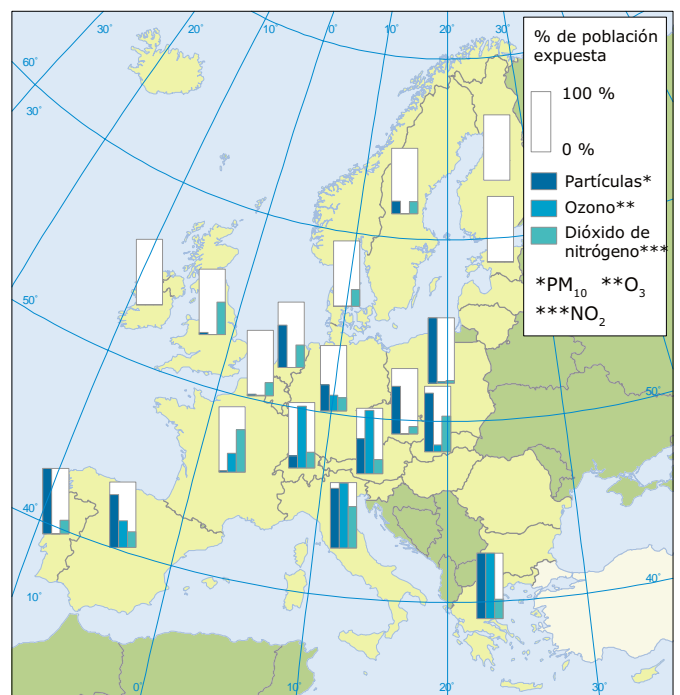 30˚
20˚
10˚
0˚
10˚
20˚
30˚
60˚
30˚
50˚
40˚
10˚
0˚
10˚
20˚
30˚
40˚
50˚
% de población
expuesta
100 %
0 %
Partículas*
Ozono**
Dióxido de
nitrógeno***
*PM10 **O3
***NO2